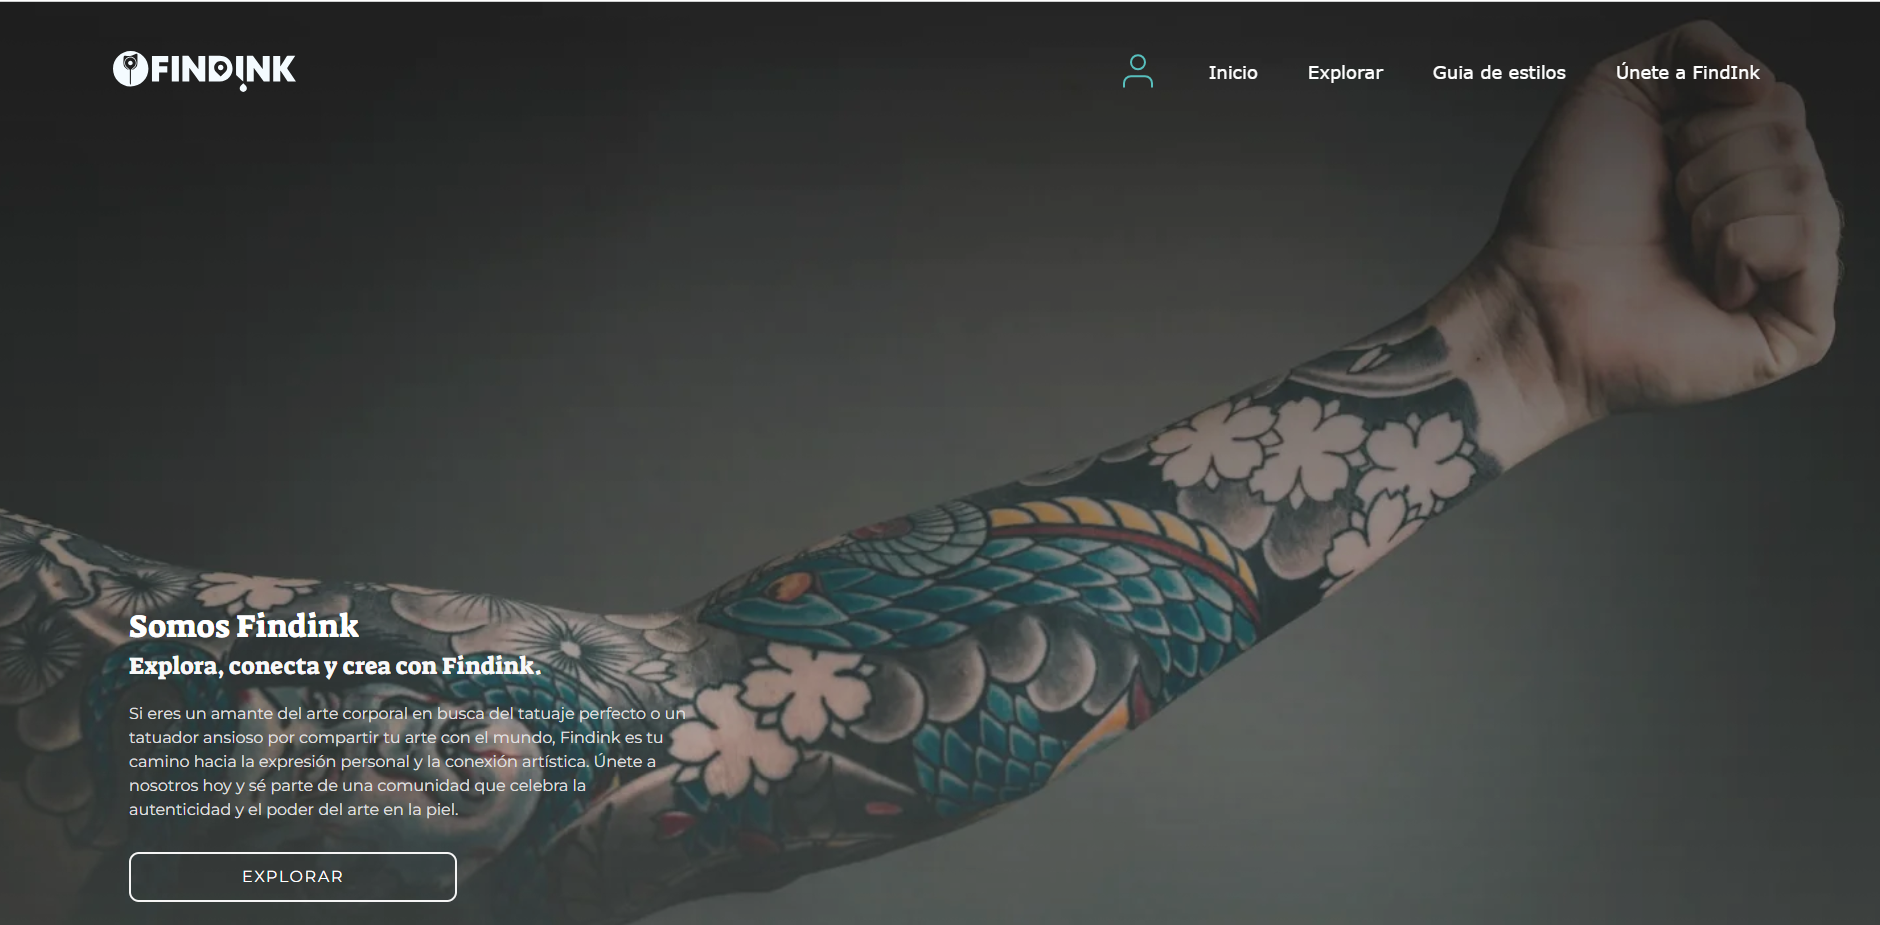 FINDINK
Inicio Explorar Guia de estilos Únete a FindInk
Somos Findink
Explora, conecta y crea con Findink.
Si eres un amante del arte corporal en busca del tatuaje perfecto o un
tatuador ansioso por compartir tu arte con el mundo, Findink es tu
camino hacia la expresión personal y la conexión artística. Únete a
nosotros hoy y sé parte de una comunidad que celebra la
autenticidad y el poder del arte en la piel.
EXPLORAR